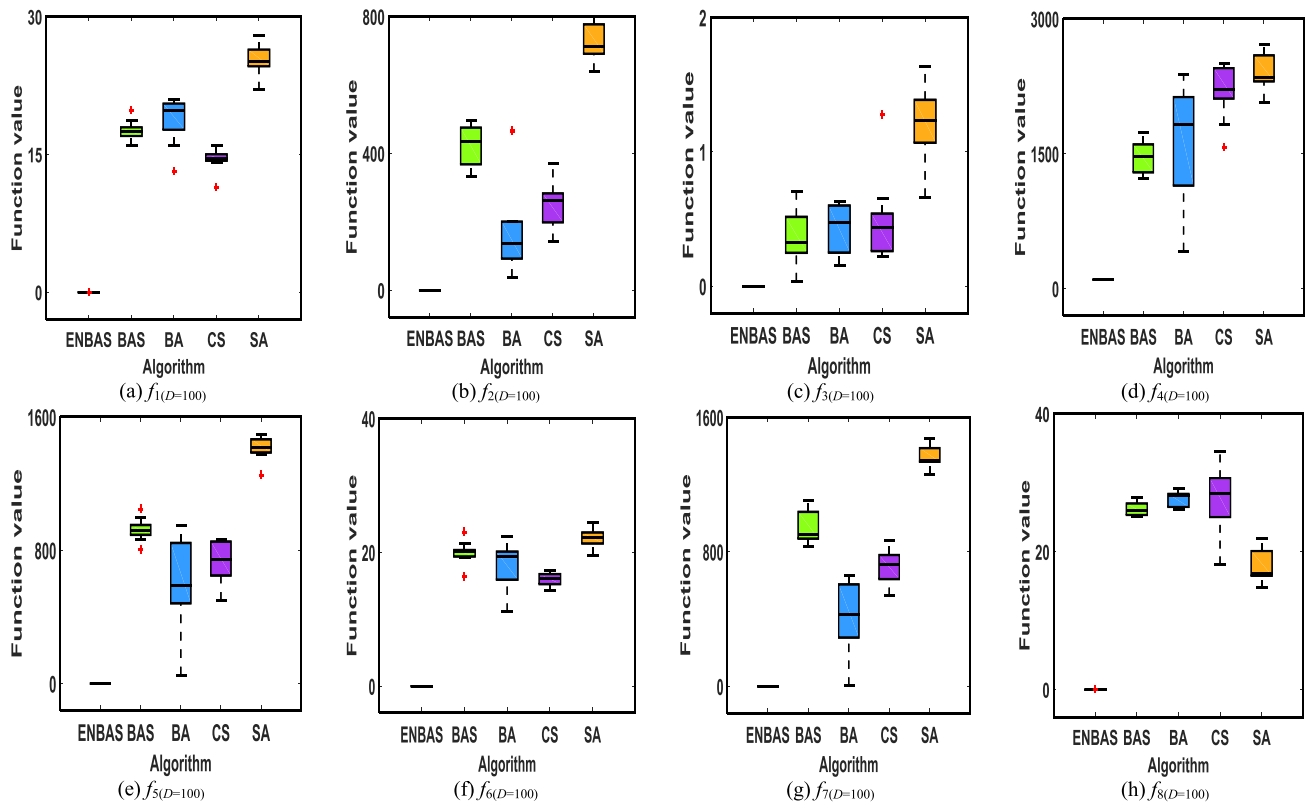 30
15
0
Function value
ENBAS BAS BA CS SA
Algorithm
(a) f1(D=100)
800
400
0
Function value
ENBAS BAS BA CS SA
Algorithm
(b) f2(D=100)
2
1
0
Function value
ENBAS BAS BA CS SA
Algorithm
(c) f3(D=100)
3000
1500
0
Function value
ENBAS BAS BA CS SA
Algorithm
(d) f4(D=100)
1600
800
0
Function value
ENBAS BAS BA CS SA
Algorithm
(e) f5(D=100)
40
20
0
Function value
ENBAS BAS BA CS SA
Algorithm
(f) f6(D=100)
1600
800
0
Function value
ENBAS BAS BA CS SA
Algorithm
(g) f7(D=100)
40
20
0
Function value
ENBAS BAS BA CS SA
Algorithm
(h) f8(D=100)